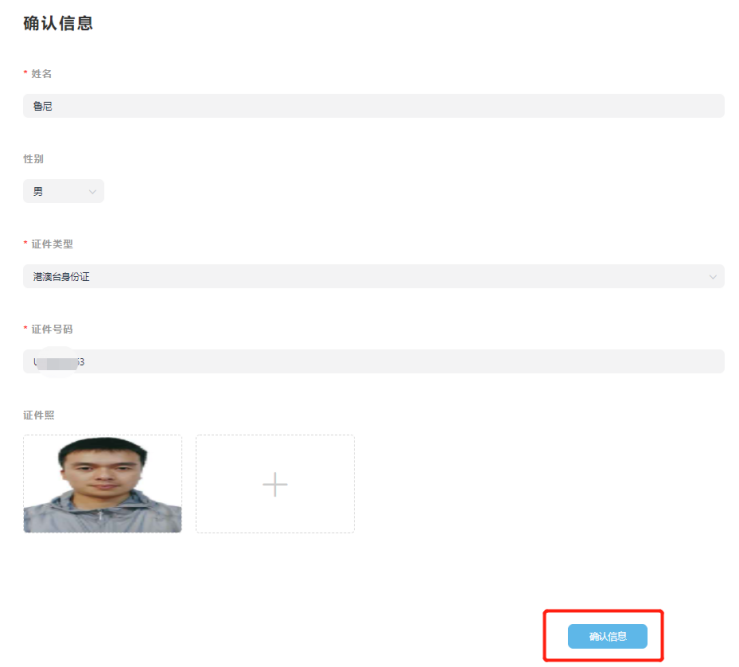 确认信息
* 姓名
鲁尼
性别
男
* 证件类型
港澳台身份证
* 证件号码
63
证件照
确认信息